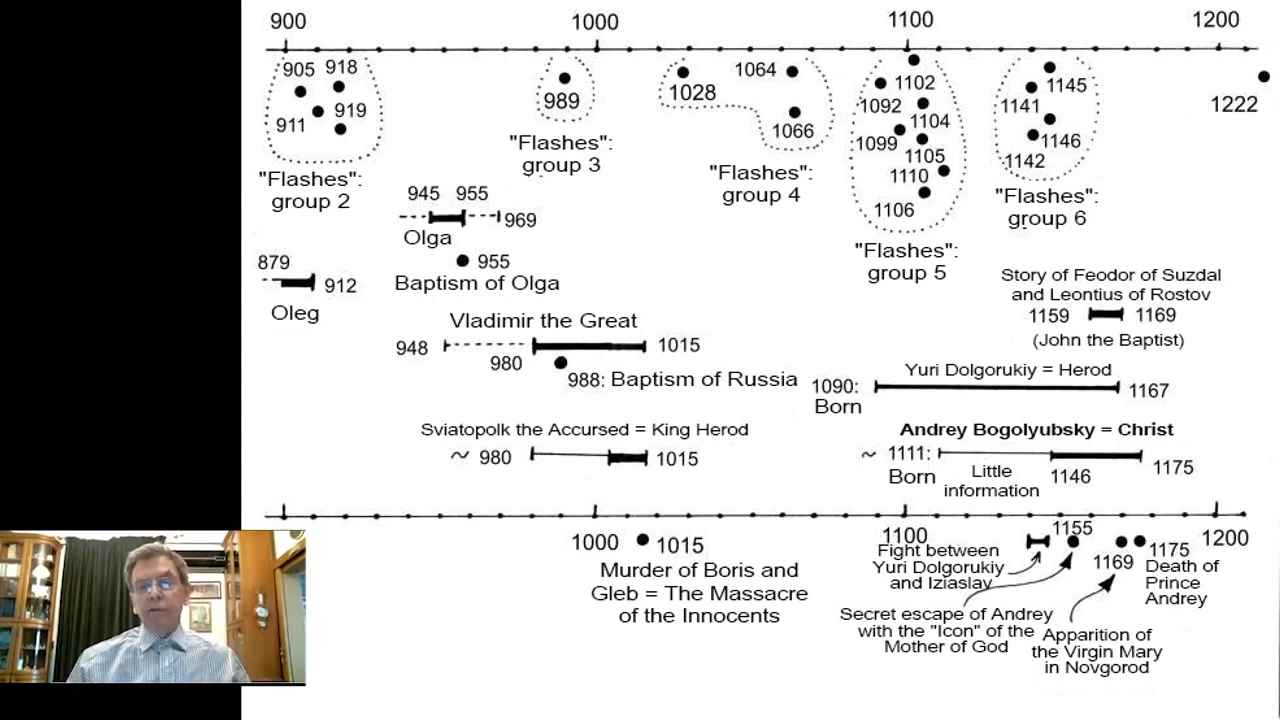 900 1000 1100 1200
905 918
911 919
989
1028
1064
1066
1102
1092
1104
1099
1105
1110
1106
1145
1141
1146
1142
1222
"Flashes":
group 2
"Flashes":
group 3
"Flashes":
group 4
"Flashes":
group 5
"Flashes":
group 6
945 955
969
Olga
955
Baptism of Olga
879
912
Oleg
Vladimir the Great
948
980
1015
988: Baptism of Russia
Story of Feodor of Suzdal
and Leontius of Rostov
1159 1169
(John the Baptist)
Yuri Dolgorukiy = Herod
1090:
Born
1167
Sviatopolk the Accursed = King Herod
~ 980 1015
Andrey Bogolyubsky = Christ
~ 1111:
Born
Little
information
1146
1175
1000 1100 1200
1015
Murder of Boris and
Gleb = The Massacre
of the Innocents
Fight between
Yuri Dolgorukiy
and Iziaslav
1155
Secret escape of Andrey
with the "Icon" of the
Mother of God
1169
Apparition of
the Virgin Mary
in Novgorod
1175
Death of
Prince
Andrey